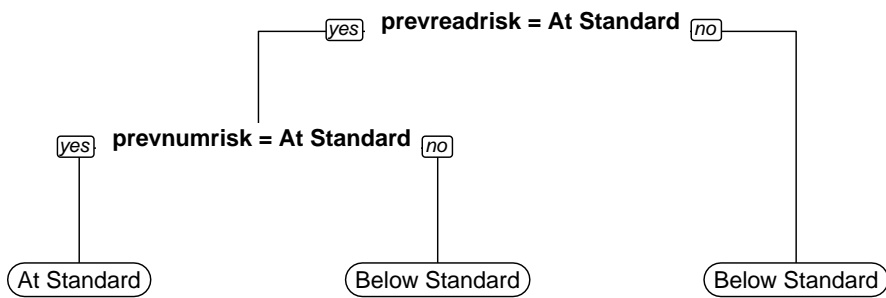 yes prevreadrisk = At Standard no
yes prevnumrisk = At Standard no
At Standard Below Standard Below Standard